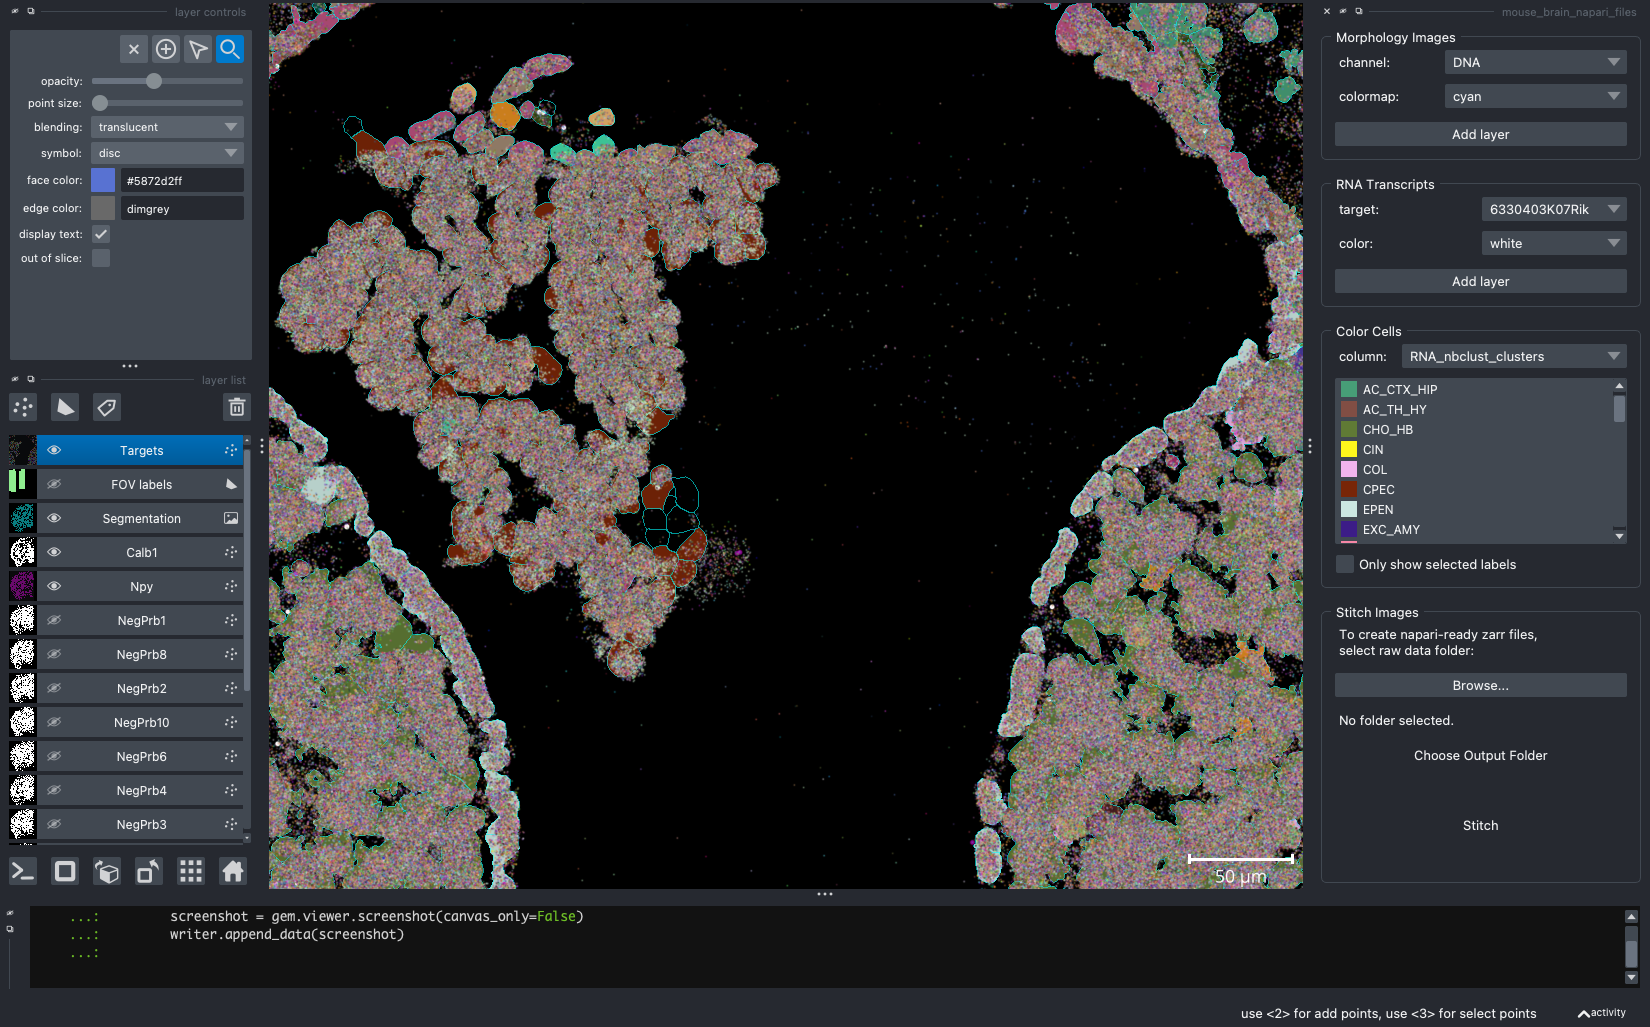 layer controls
opacity:
point size:
blending: translucent
symbol: disc
face color: #5872d2ff
edge color: dimgrey
display text:
out of slice:
layer list
Targets
FOV labels
Segmentation
Calb1
Npy
NegPrb1
NegPrb8
NegPrb2
NegPrb10
NegPrb6
NegPrb4
NegPrb3
50 µm
mouse_brain_napari_files
Morphology Images
channel: DNA
colormap: cyan
Add layer
RNA Transcripts
target: 6330403K07Rik
color: white
Add layer
Color Cells
column: RNA_nbclust_clusters
AC_CTX_HIP
AC_TH_HY
CHO_HB
CIN
COL
CPEC
EPEN
EXC_AMY
Only show selected labels
Stitch Images
To create napari-ready zarr files,
select raw data folder:
Browse...
No folder selected.
Choose Output Folder
Stitch
...: screenshot = gem.viewer.screenshot(canvas_only=False)
...: writer.append_data(screenshot)
...:
use <2> for add points, use <3> for select points
activity